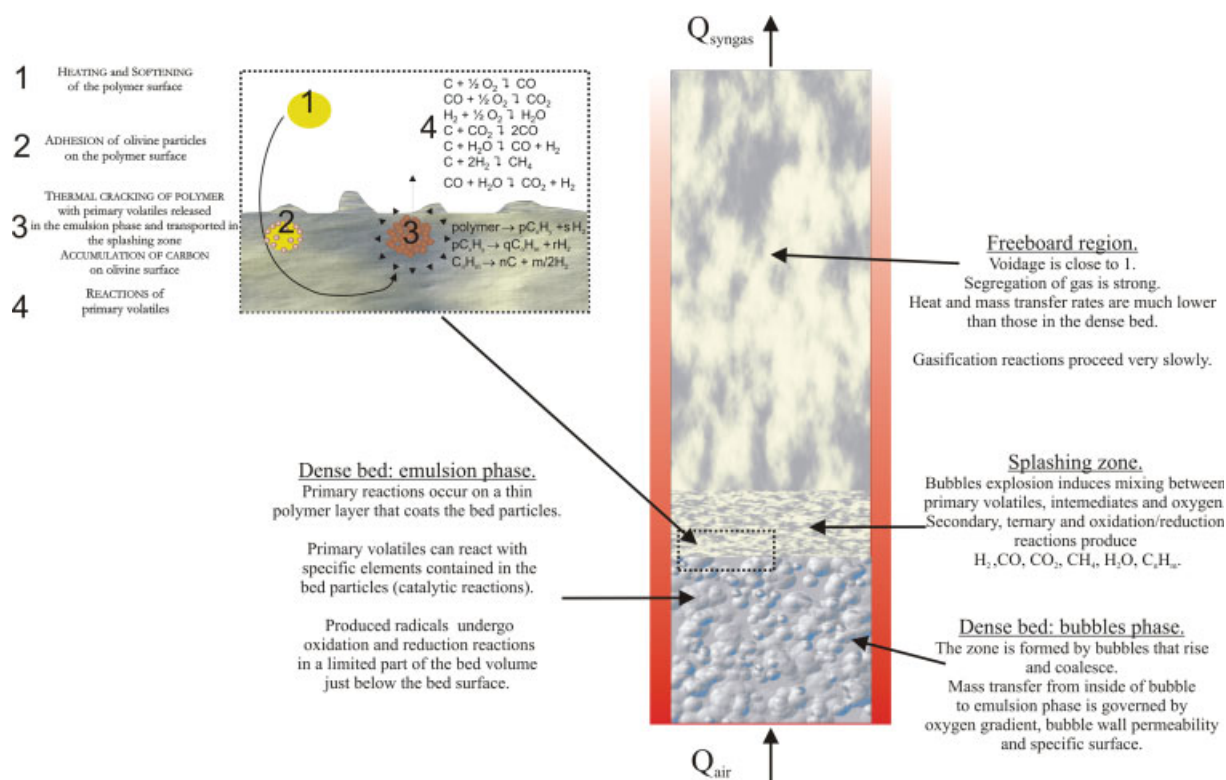 Q syngas
1 HEATING and SOFTENING
of the polymer surface
2 ADHESION of olivine particles
on the polymer surface
3 THERMAL CRACKING OF POLYMER
with primary volatiles released
in the emulsion phase and transported in
the splashing zone
ACCUMULATION OF CARBON
on olivine surface
4 REACTIONS of
primary volatiles
1
2
3
4
C + ½ O₂ ⇂ CO
CO + ½ O₂ ⇂ CO₂
H₂ + ½ O₂ ⇂ H₂O
C + CO₂ ⇂ 2CO
C + H₂O ⇂ CO + H₂
C + 2H₂ ⇂ CH₄
CO + H₂O ⇂ CO₂ + H₂
polymer → +s H₂
+ rH₂
→ nC + m/2H₂
Freeboard region.
Voidage is close to 1.
Segregation of gas is strong.
Heat and mass transfer rates are much lower
than those in the dense bed.
Gasification reactions proceed very slowly.
Dense bed: emulsion phase.
Primary reactions occur on a thin
polymer layer that coats the bed particles.
Primary volatiles can react with
specific elements contained in the
bed particles (catalytic reactions).
Produced radicals undergo
oxidation and reduction reactions
in a limited part of the bed volume
just below the bed surface.
Splashing zone.
Bubbles explosion induces mixing between
primary volatiles, intemediates and oxygen.
Secondary, ternary and oxidation/reduction
reactions produce
H₂ ,CO, CO₂, CH₄, H₂O, CₙHₘ.
Dense bed: bubbles phase.
The zone is formed by bubbles that rise
and coalesce.
Mass transfer from inside of bubble
to emulsion phase is governed by
oxygen gradient, bubble wall permeability
and specific surface.
Q air